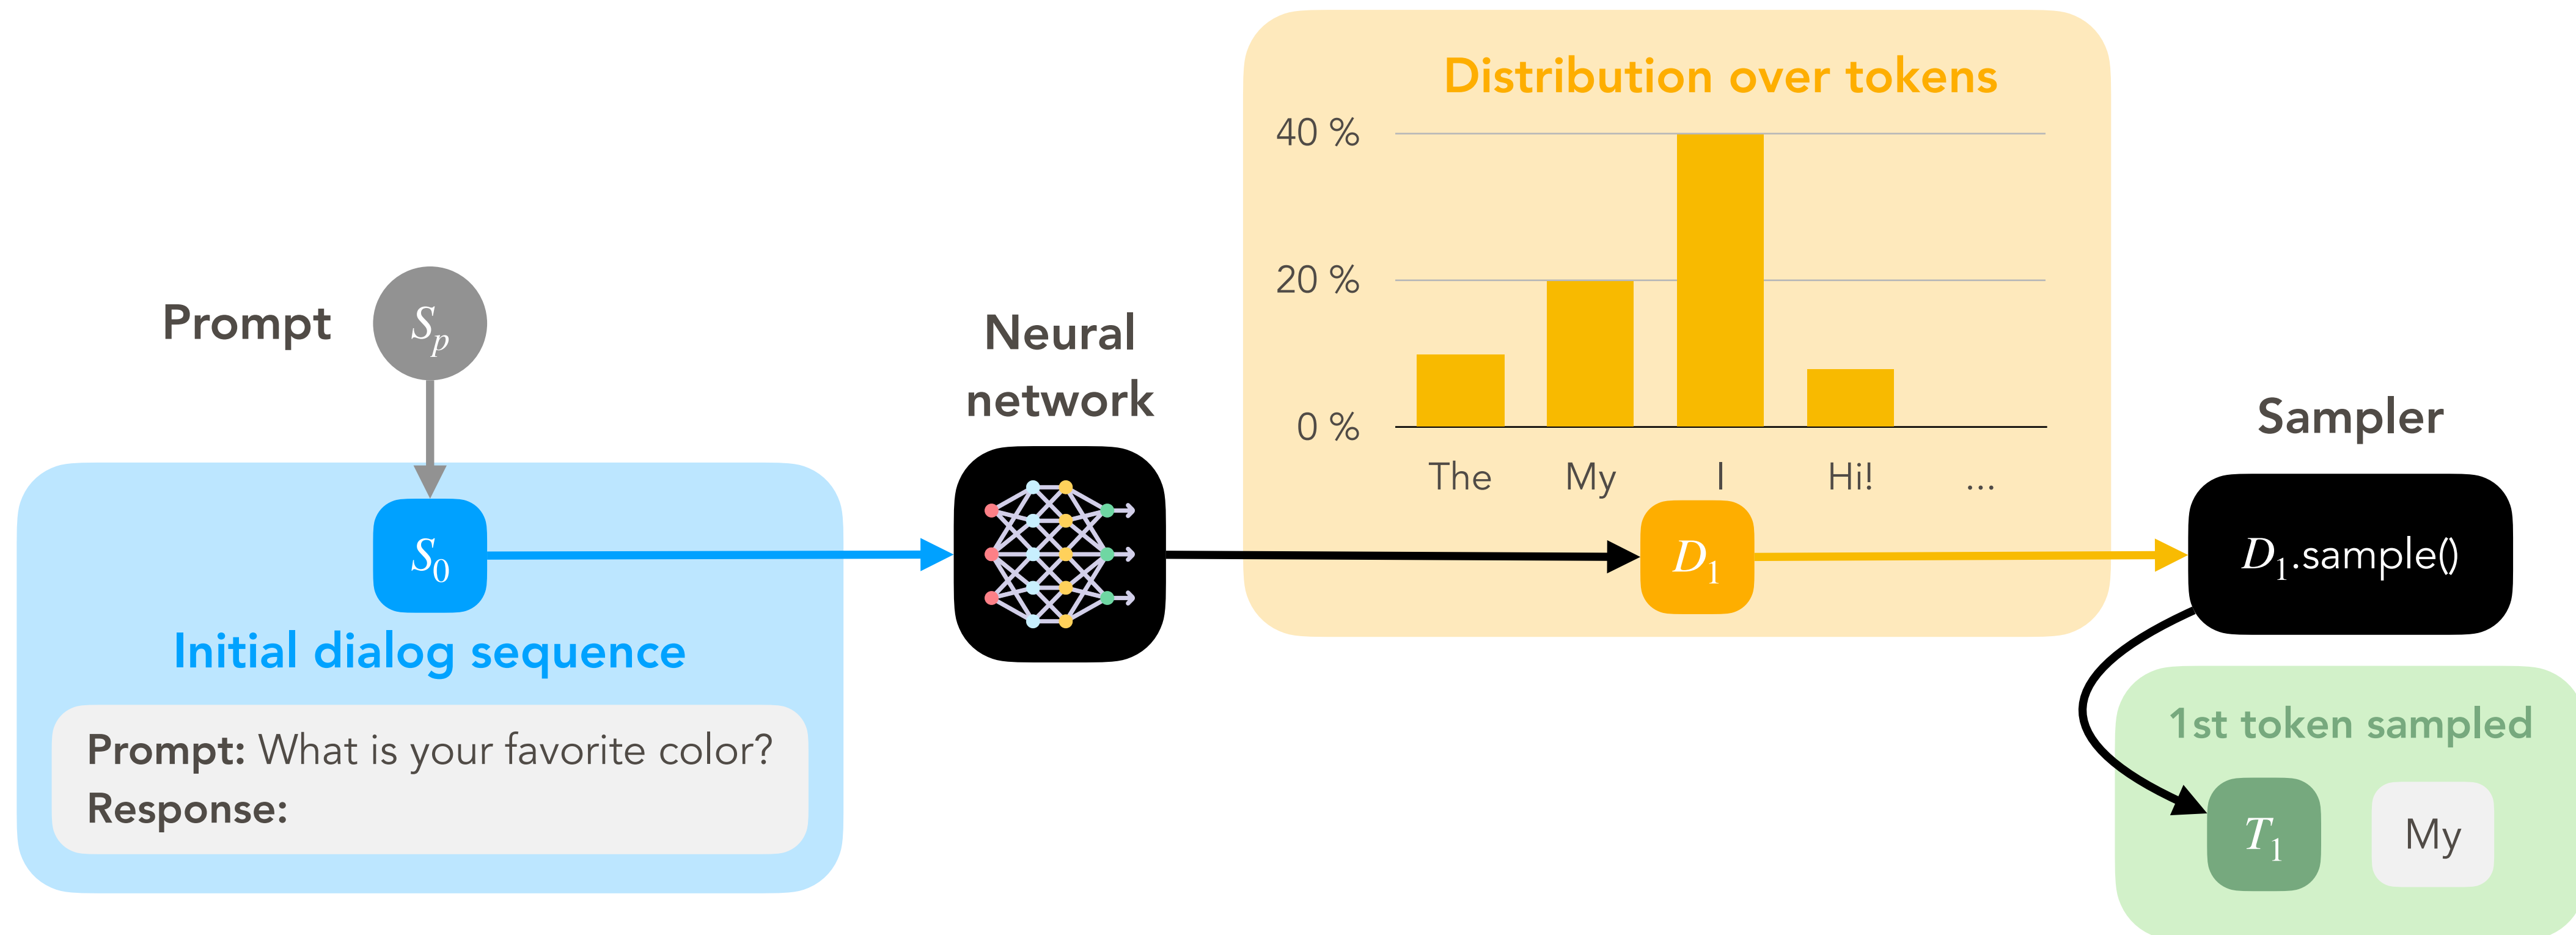 Distribution over tokens
40 %
20 %
0 %
The My I Hi! ...
Prompt
Sₚ
S₀
Initial dialog sequence
Prompt: What is your favorite color?
Response:
Neural
network
D₁
Sampler
D₁.sample()
1st token sampled
T₁
My